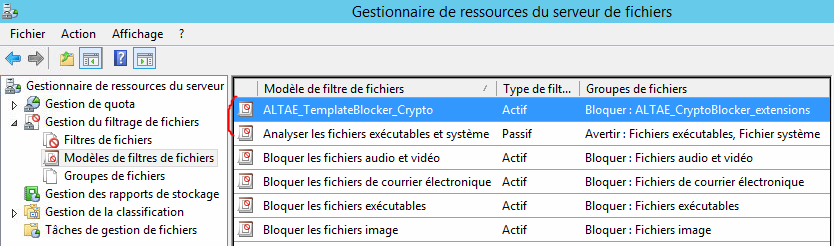 Gestionnaire de ressources du serveur de fichiers
Fichier Action Affichage ?
Gestionnaire de ressources du serveur
Gestion de quota
Gestion du filtrage de fichiers
Filtres de fichiers
Modèles de filtres de fichiers
Groupes de fichiers
Gestion des rapports de stockage
Gestion de la classification
Tâches de gestion de fichiers
Modèle de filtre de fichiers Type de filt... Groupes de fichiers
ALTAE_TemplateBlocker_Crypto Actif Bloquer : ALTAE_CryptoBlocker_extensions
Analyser les fichiers exécutables et système Passif Avertir : Fichiers exécutables, Fichier système
Bloquer les fichiers audio et vidéo Actif Bloquer : Fichiers audio et vidéo
Bloquer les fichiers de courrier électronique Actif Bloquer : Fichiers de courrier électronique
Bloquer les fichiers exécutables Actif Bloquer : Fichiers exécutables
Bloquer les fichiers image Actif Bloquer : Fichiers image